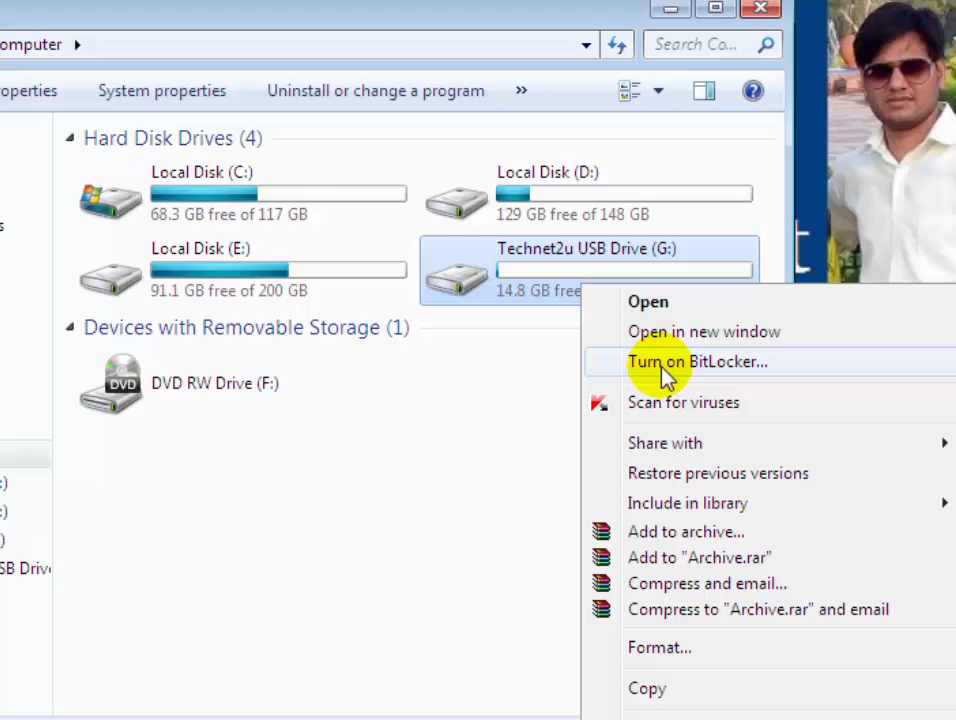 omputer
Search Co...
operties
System properties
Uninstall or change a program
»
Hard Disk Drives (4)
Local Disk (C:)
68.3 GB free of 117 GB
Local Disk (D:)
129 GB free of 148 GB
Local Disk (E:)
91.1 GB free of 200 GB
Technet2u USB Drive (G:)
14.8 GB free
Devices with Removable Storage (1)
DVD
DVD RW Drive (F:)
s
:)
:)
)
SB Driv
t
Open
Open in new window
Turn on BitLocker...
Scan for viruses
Share with
Restore previous versions
Include in library
Add to archive...
Add to "Archive.rar"
Compress and email...
Compress to "Archive.rar" and email
Format...
Copy